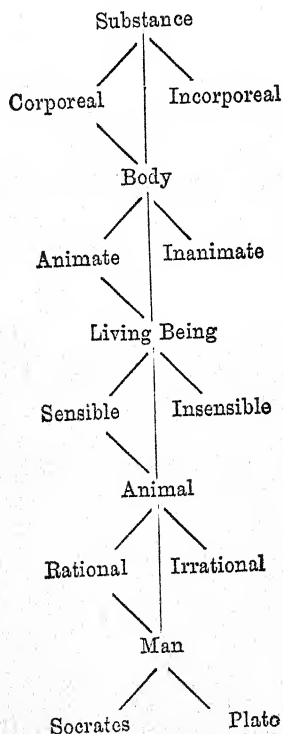 Substance
Corporeal Incorporeal
Body
Animate Inanimate
Living Being
Sensible Insensible
Animal
Rational Irrational
Man
Socrates Plato